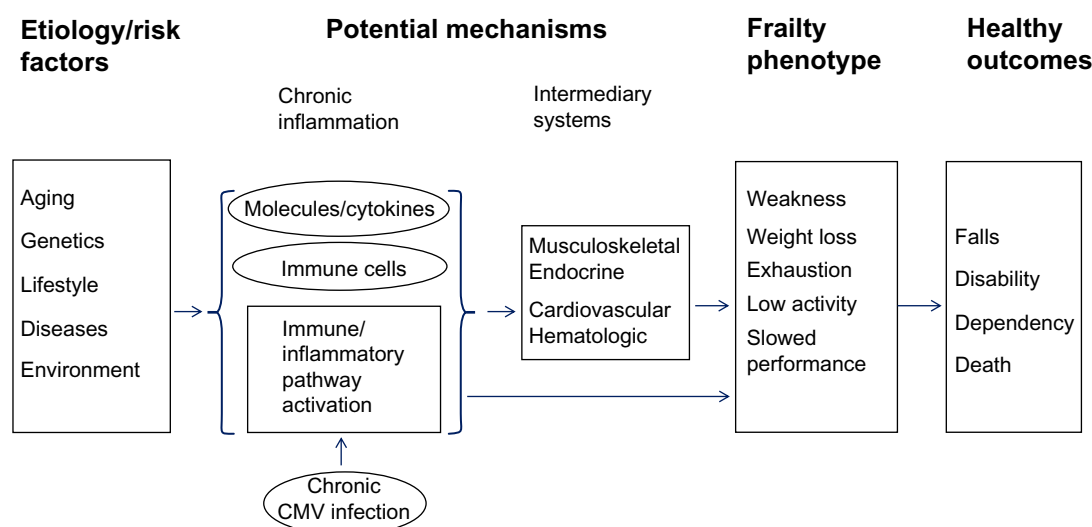 Etiology/risk
factors
Potential mechanisms
Frailty
phenotype
Healthy
outcomes
Chronic
inflammation
Intermediary
systems
Aging
Genetics
Lifestyle
Diseases
Environment
Molecules/cytokines
Immune cells
Immune/
inflammatory
pathway
activation
Chronic
CMV infection
Musculoskeletal
Endocrine
Cardiovascular
Hematologic
Weakness
Weight loss
Exhaustion
Low activity
Slowed
performance
Falls
Disability
Dependency
Death